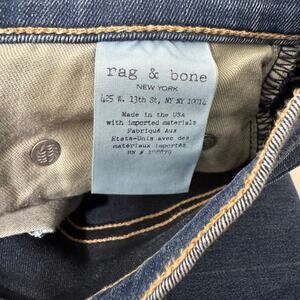 rag & bone
NEW YORK
425 W. 13th St, NY NY 10014
Made in the USA
with imported materials
Fabriqué Aux
Etats-Unis avec des
matériaux importés
RN #